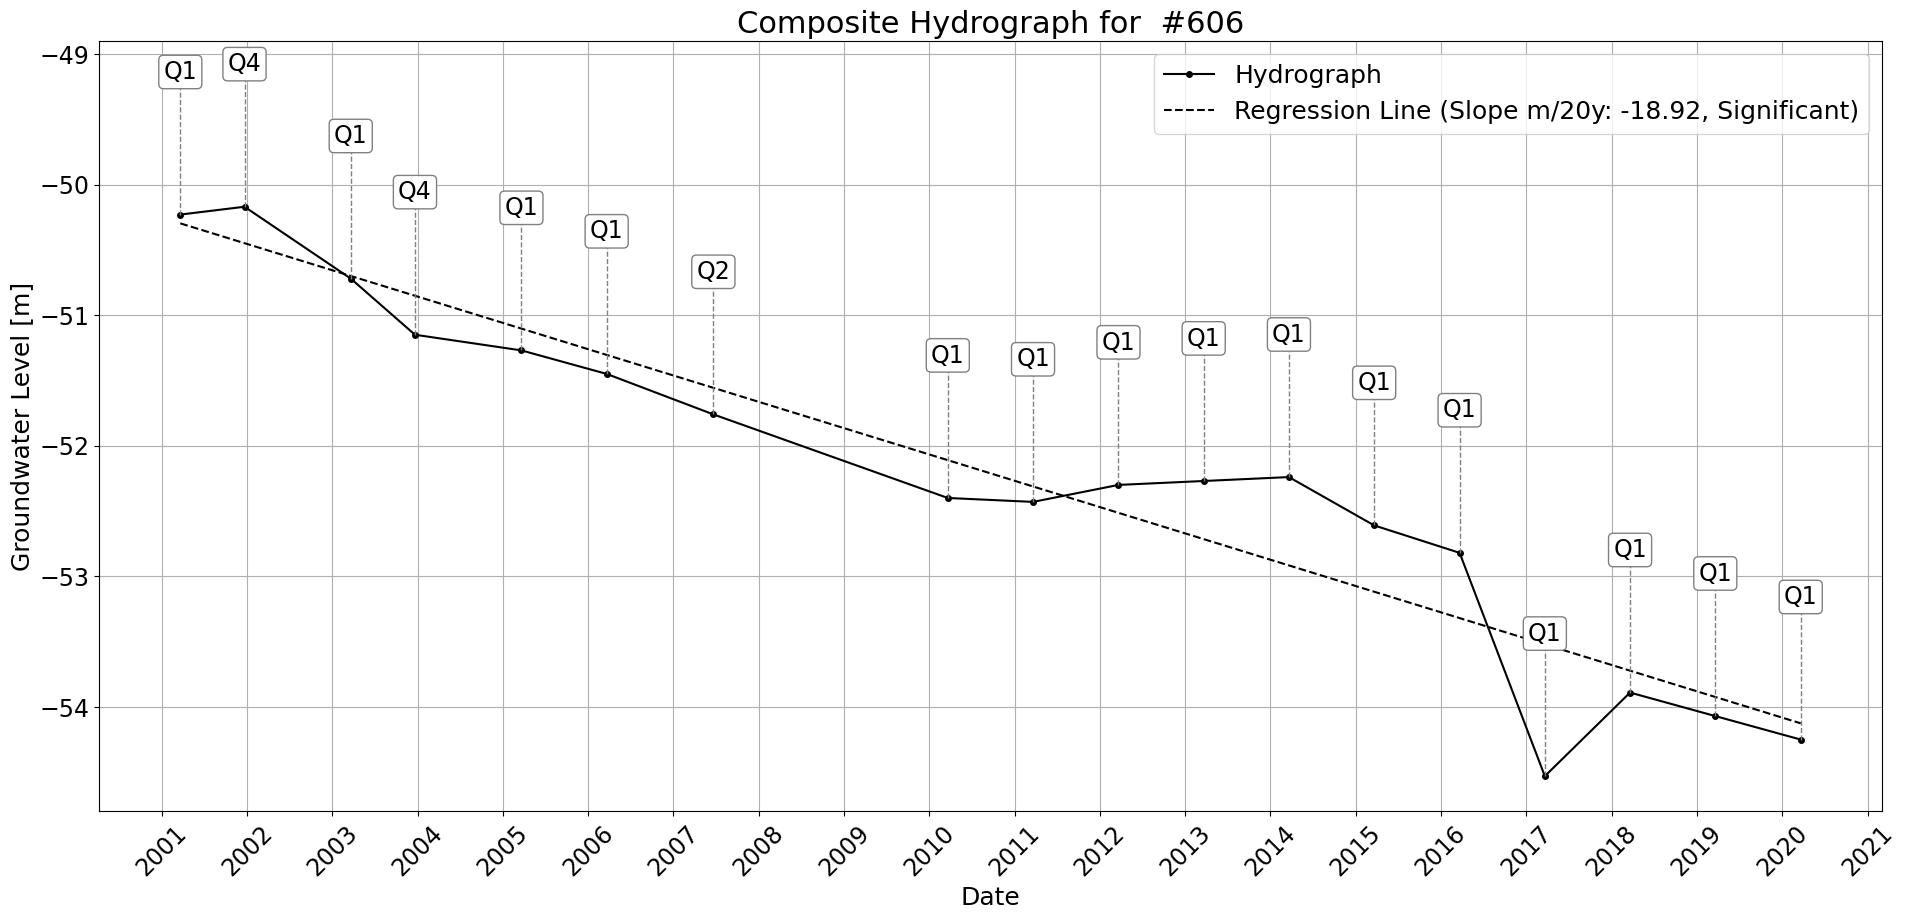 Composite Hydrograph for  #606
Hydrograph
Regression Line (Slope m/20y: -18.92, Significant)
Groundwater Level [m]
−49
−50
−51
−52
−53
−54
Q1
Q4
Q1
Q4
Q1
Q1
Q2
Q1
Q1
Q1
Q1
Q1
Q1
Q1
Q1
Q1
Q1
Q1
2001
2002
2003
2004
2005
2006
2007
2008
2009
2010
2011
2012
2013
2014
2015
2016
2017
2018
2019
2020
2021
Date